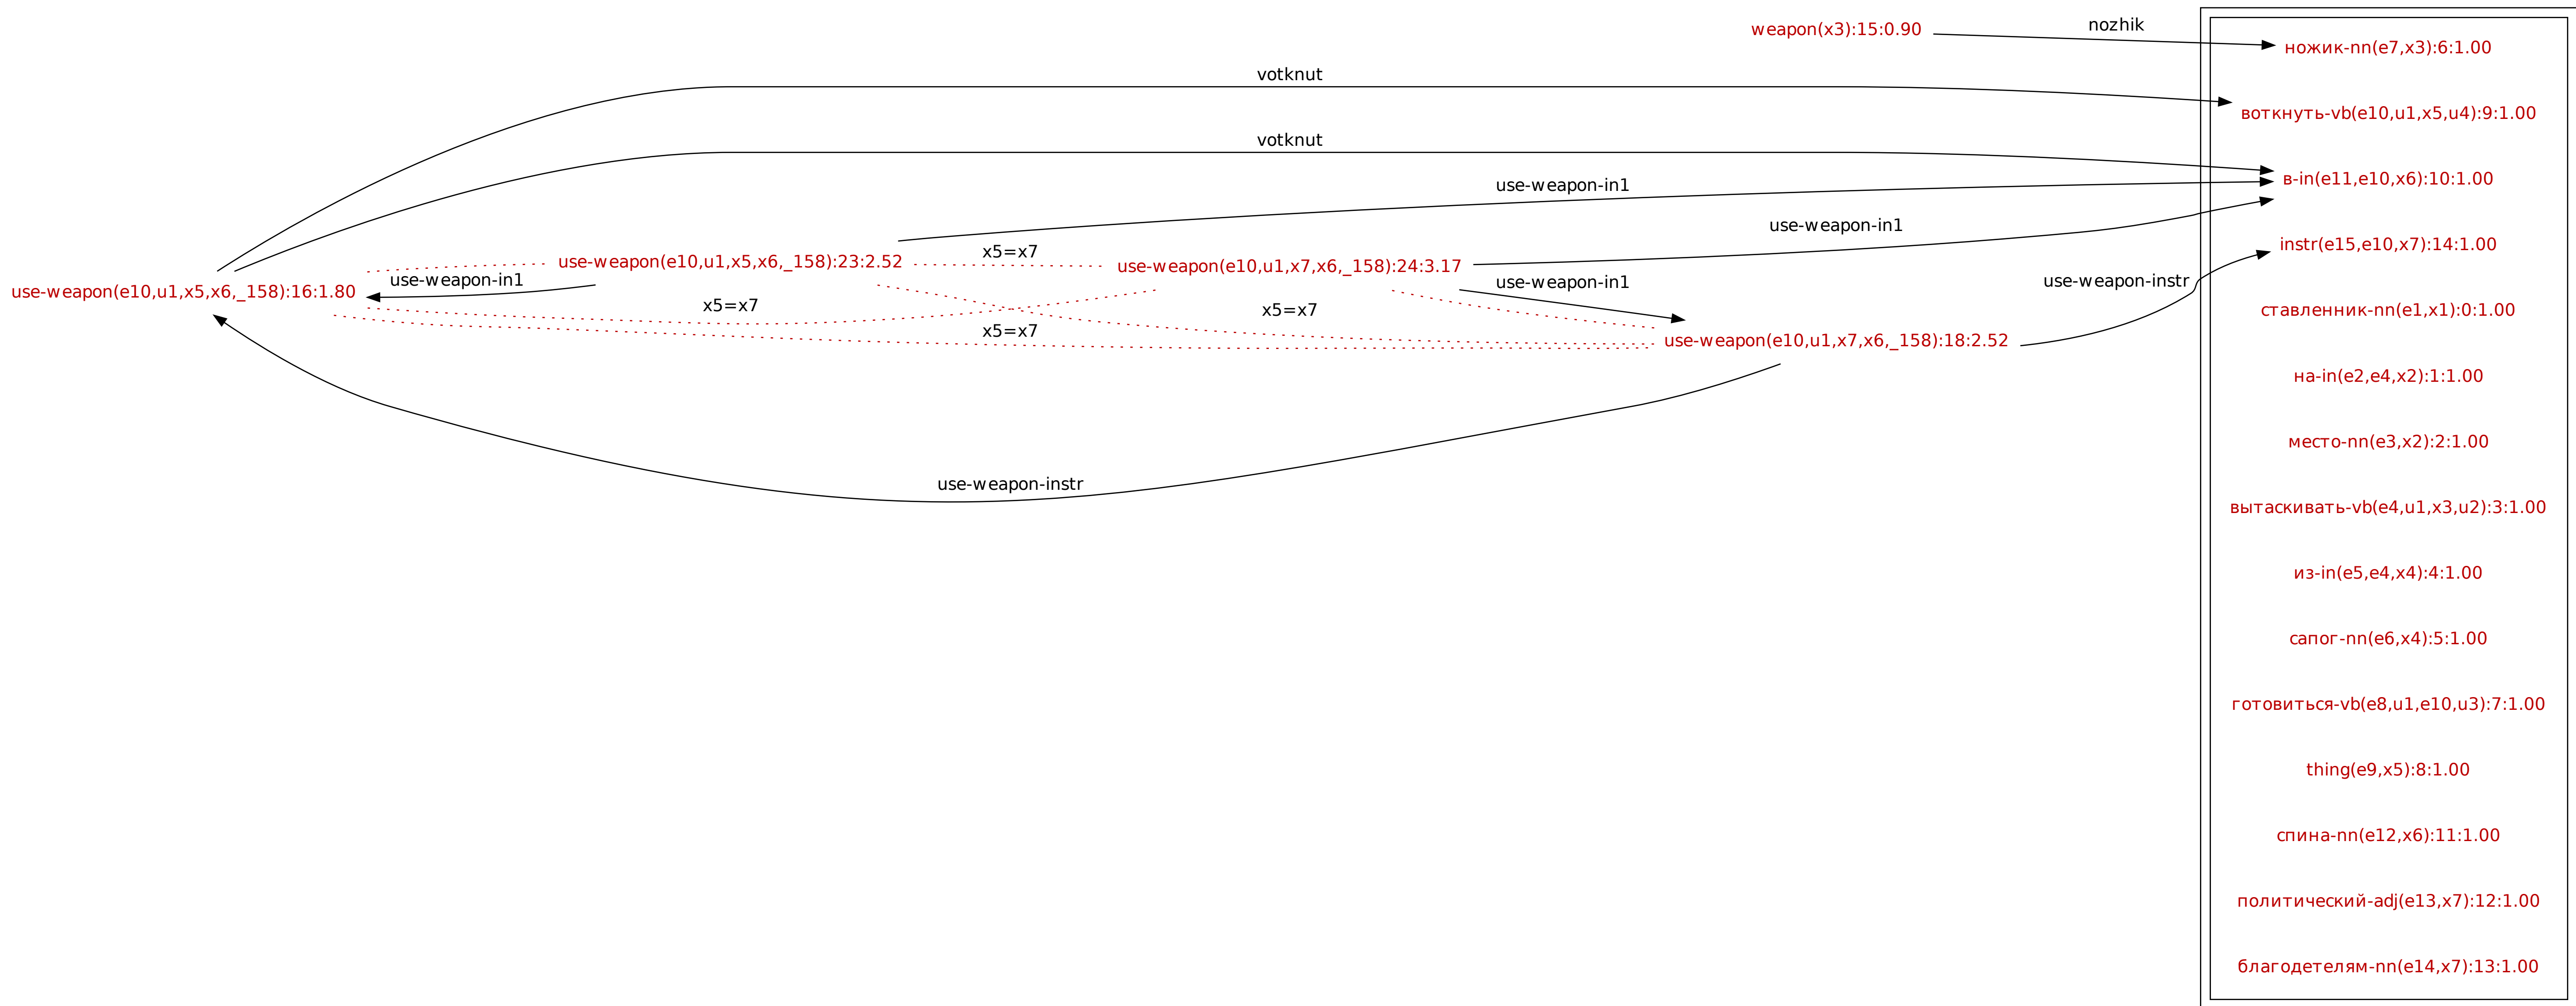 weapon(x3):15:0.90
nozhik
ножик-nn(e7,x3):6:1.00
votknut
воткнуть-vb(e10,u1,x5,u4):9:1.00
votknut
в-in(e11,e10,x6):10:1.00
use-weapon-in1
use-weapon-in1
instr(e15,e10,x7):14:1.00
use-weapon(e10,u1,x5,x6,_158):23:2.52
x5=x7
use-weapon(e10,u1,x7,x6,_158):24:3.17
use-weapon-in1
use-weapon-in1
use-weapon-instr
use-weapon(e10,u1,x5,x6,_158):16:1.80
x5=x7
x5=x7
ставленник-nn(e1,x1):0:1.00
x5=x7
use-weapon(e10,u1,x7,x6,_158):18:2.52
на-in(e2,e4,x2):1:1.00
место-nn(e3,x2):2:1.00
use-weapon-instr
вытаскивать-vb(e4,u1,x3,u2):3:1.00
из-in(e5,e4,x4):4:1.00
сапог-nn(e6,x4):5:1.00
готовиться-vb(e8,u1,e10,u3):7:1.00
thing(e9,x5):8:1.00
спина-nn(e12,x6):11:1.00
политический-adj(e13,x7):12:1.00
благодетелям-nn(e14,x7):13:1.00